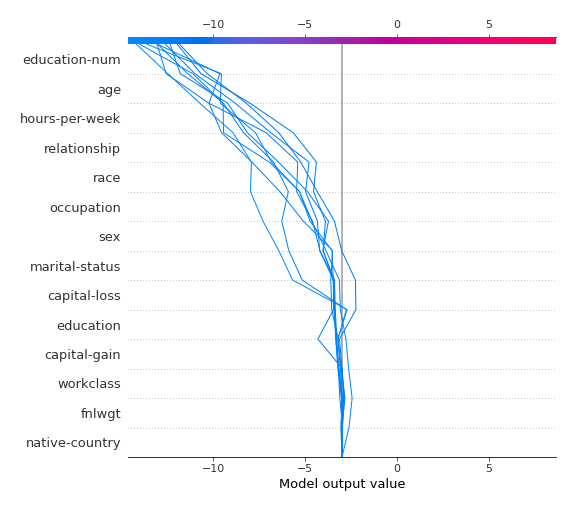 −10 −5 0 5
education-num
age
hours-per-week
relationship
race
occupation
sex
marital-status
capital-loss
education
capital-gain
workclass
fnlwgt
native-country
−10 −5 0 5
Model output value